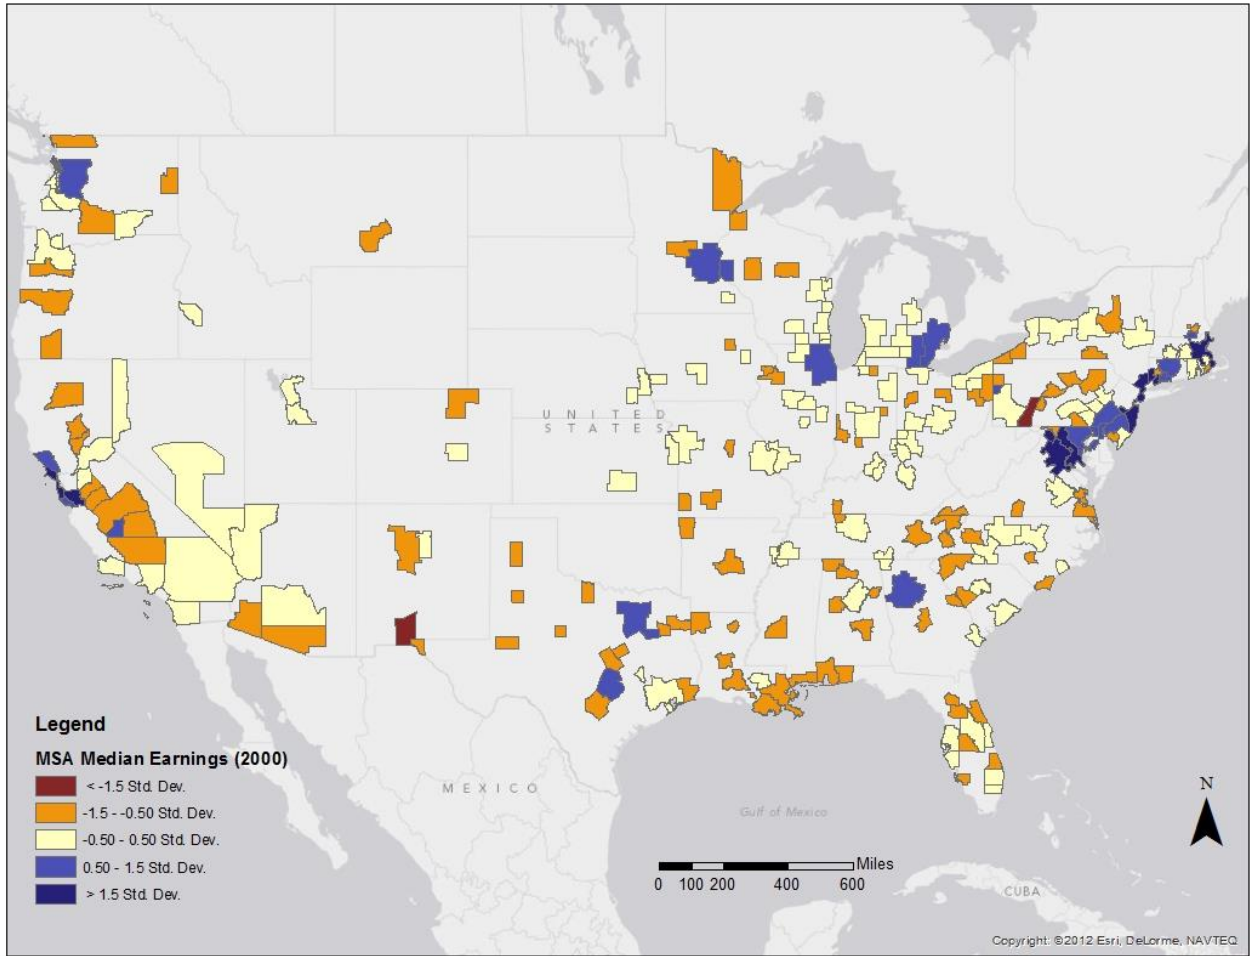 UNITED
STATES
Legend
MSA Median Earnings (2000)
< -1.5 Std. Dev.
-1.5 - -0.50 Std. Dev.
-0.50 - 0.50 Std. Dev.
0.50 - 1.5 Std. Dev.
> 1.5 Std. Dev.
MEXICO
Gulf of Mexico
N
Miles
0 100 200 400 600
CUBA
Copyright: ©2012 Esri, DeLorme, NAVTEQ